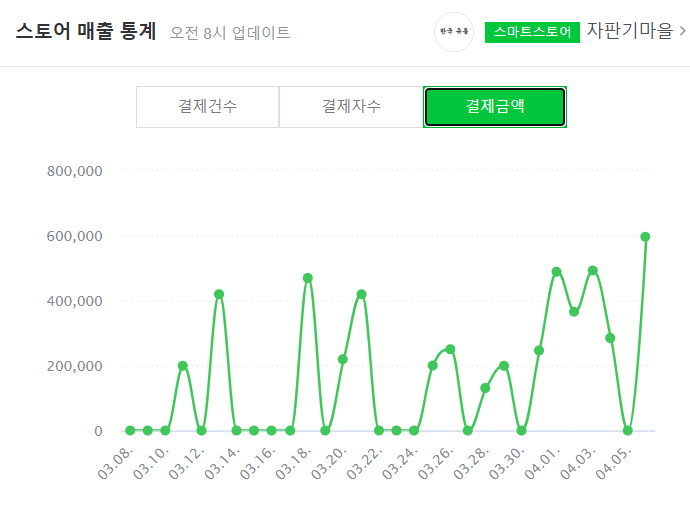 스토어 매출 통계 오전 8시 업데이트 한국 유통 스마트스토어 자판기마을 >
결제건수 결제자수 결제금액
800,000
600,000
400,000
200,000
0
03.08. 03.10. 03.12. 03.14. 03.16. 03.18. 03.20. 03.22. 03.24. 03.26. 03.28. 03.30. 04.01. 04.03. 04.05.